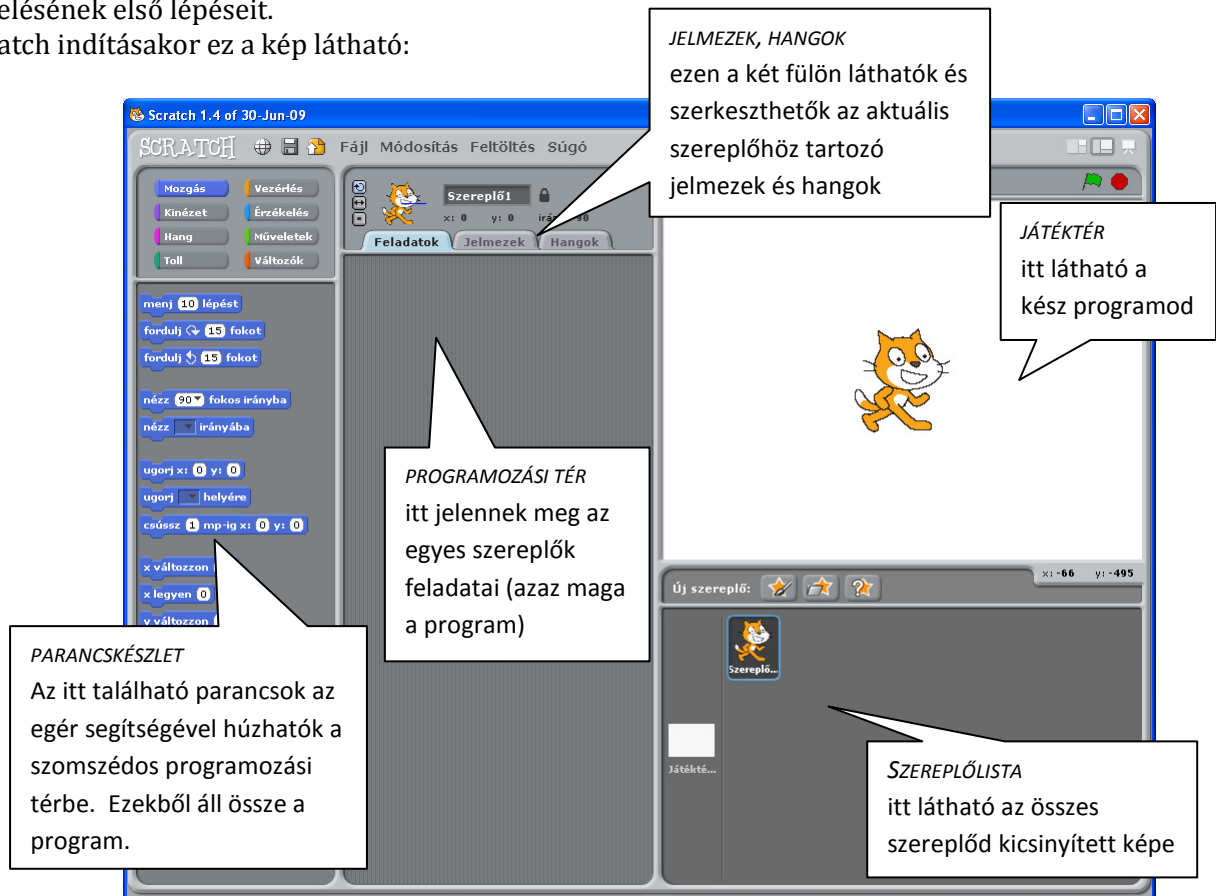 elésének első lépéseit.
atch indításakor ez a kép látható:
JELMEZEK, HANGOK
ezen a két fülön láthatók és
szerkeszthetők az aktuális
szereplőhöz tartozó
jelmezek és hangok
Scratch 1.4 of 30-Jun-09
SCRATCH
Fájl Módosítás Feltöltés Súgó
Mozgás
Vezérlés
Kinézet
Érzékelés
Hang
Műveletek
Toll
Változók
Szereplő1
x: 0 y: 0
Feladatok
Jelmezek
Hangok
JÁTÉKTÉR
itt látható a
kész programod
menj 10 lépést
fordulj 15 fokot
fordulj 15 fokot
nézz 90 fokos irányba
nézz irányába
ugorj x: 0 y: 0
ugorj helyére
csússz 1 mp-ig x: 0 y: 0
x változzon
x legyen 0
y változzon
PROGRAMOZÁSI TÉR
itt jelennek meg az
egyes szereplők
feladatai (azaz maga
a program)
x: -66 y: -495
Új szereplő:
Szereplő...
Játékté...
PARANCSKÉSZLET
Az itt található parancsok az
egér segítségével húzhatók a
szomszédos programozási
térbe. Ezekből áll össze a
program.
SZEREPLŐLISTA
itt látható az összes
szereplőd kicsinyített képe